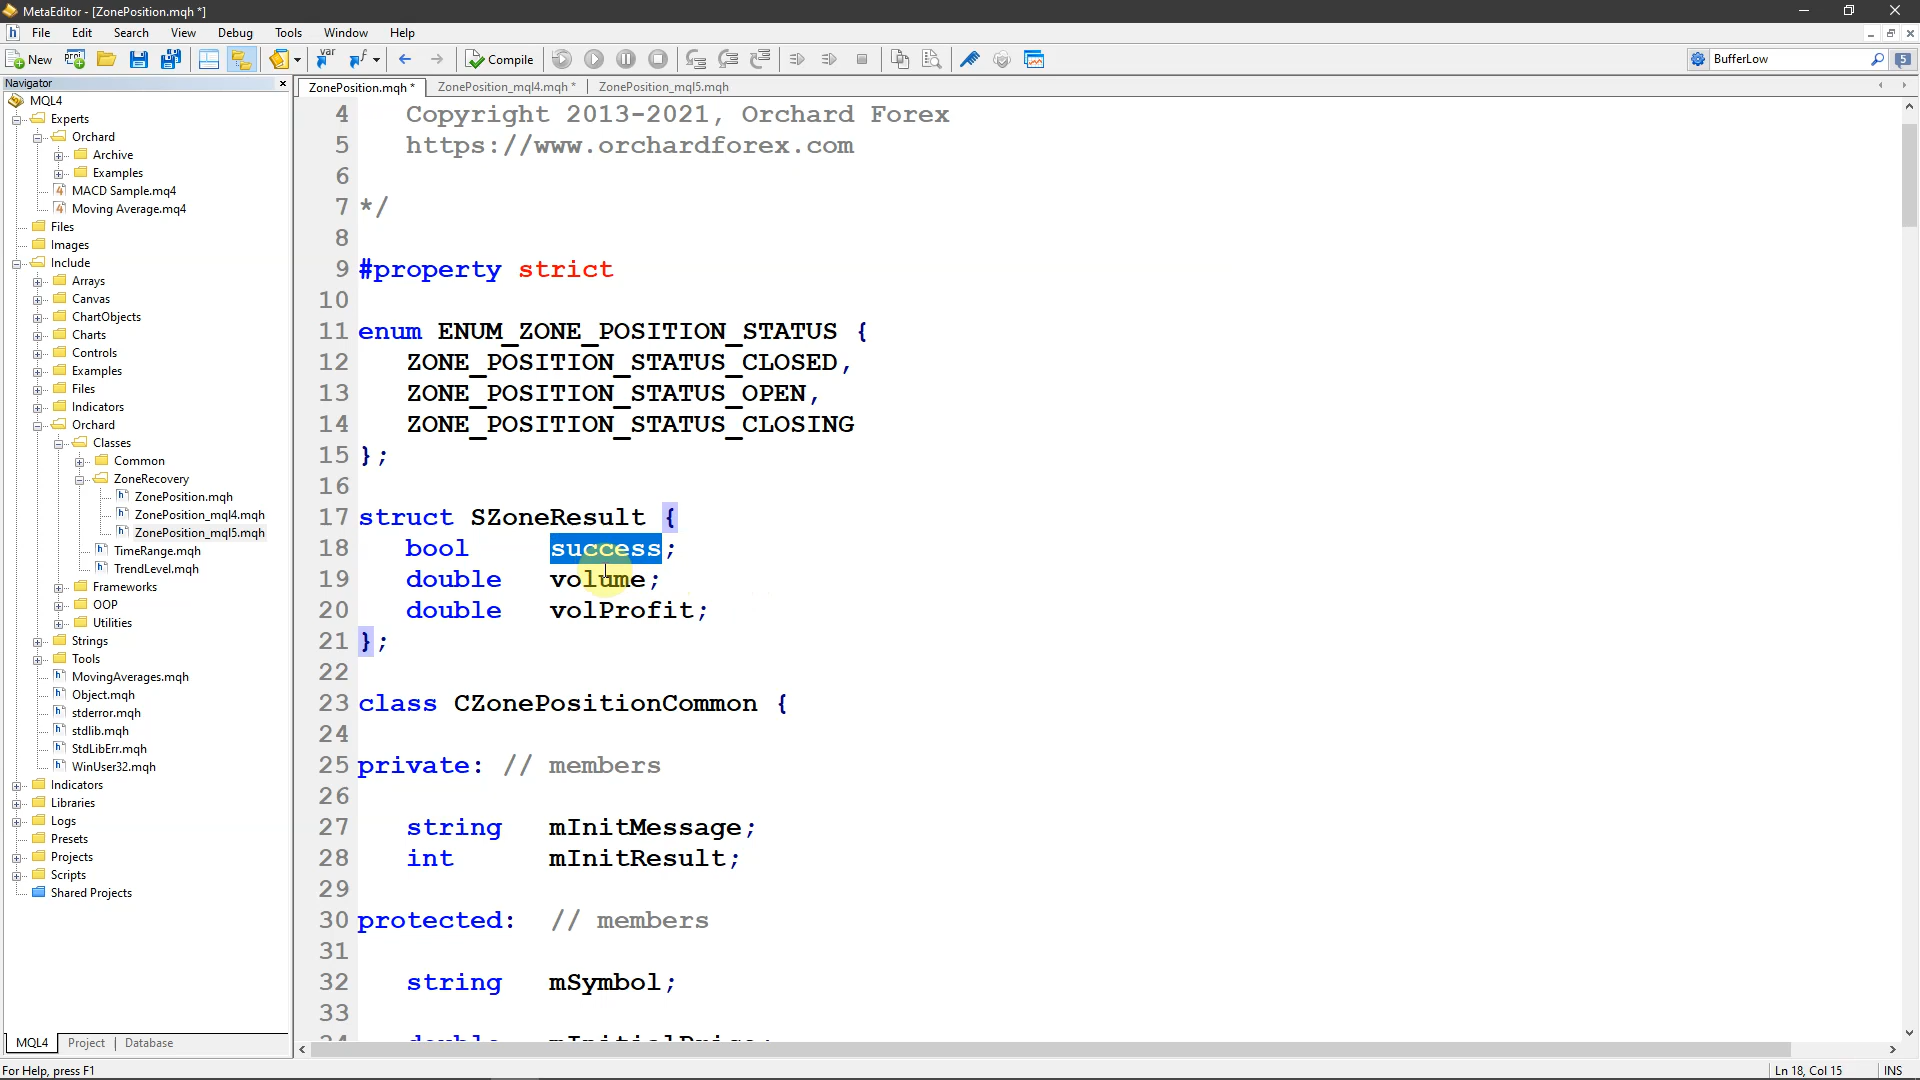 MetaEditor - [ZonePosition.mqh *]
File Edit Search View Debug Tools Window Help
New Compile BufferLow 5
Navigator
ZonePosition.mqh * ZonePosition_mql4.mqh * ZonePosition_mql5.mqh
MQL4
Experts
Orchard
Archive
Examples
MACD Sample.mq4
Moving Average.mq4
Files
Images
Include
Arrays
Canvas
ChartObjects
Charts
Controls
Examples
Files
Indicators
Orchard
Classes
Common
ZoneRecovery
ZonePosition.mqh
ZonePosition_mql4.mqh
ZonePosition_mql5.mqh
TimeRange.mqh
TrendLevel.mqh
Frameworks
OOP
Utilities
Strings
Tools
MovingAverages.mqh
Object.mqh
stderror.mqh
stdlib.mqh
StdLibErr.mqh
WinUser32.mqh
Indicators
Libraries
Logs
Presets
Projects
Scripts
Shared Projects
MQL4 Project Database
4 Copyright 2013-2021, Orchard Forex
5 https://www.orchardforex.com
6
7 */
8
9 #property strict
10
11 enum ENUM_ZONE_POSITION_STATUS {
12 ZONE_POSITION_STATUS_CLOSED,
13 ZONE_POSITION_STATUS_OPEN,
14 ZONE_POSITION_STATUS_CLOSING
15 };
16
17 struct SZoneResult {
18 bool success;
19 double volume;
20 double volProfit;
21 };
22
23 class CZonePositionCommon {
24
25 private: // members
26
27 string mInitMessage;
28 int mInitResult;
29
30 protected: // members
31
32 string mSymbol;
33
34 double mInitialPrice;
For Help, press F1
Ln 18, Col 15 INS